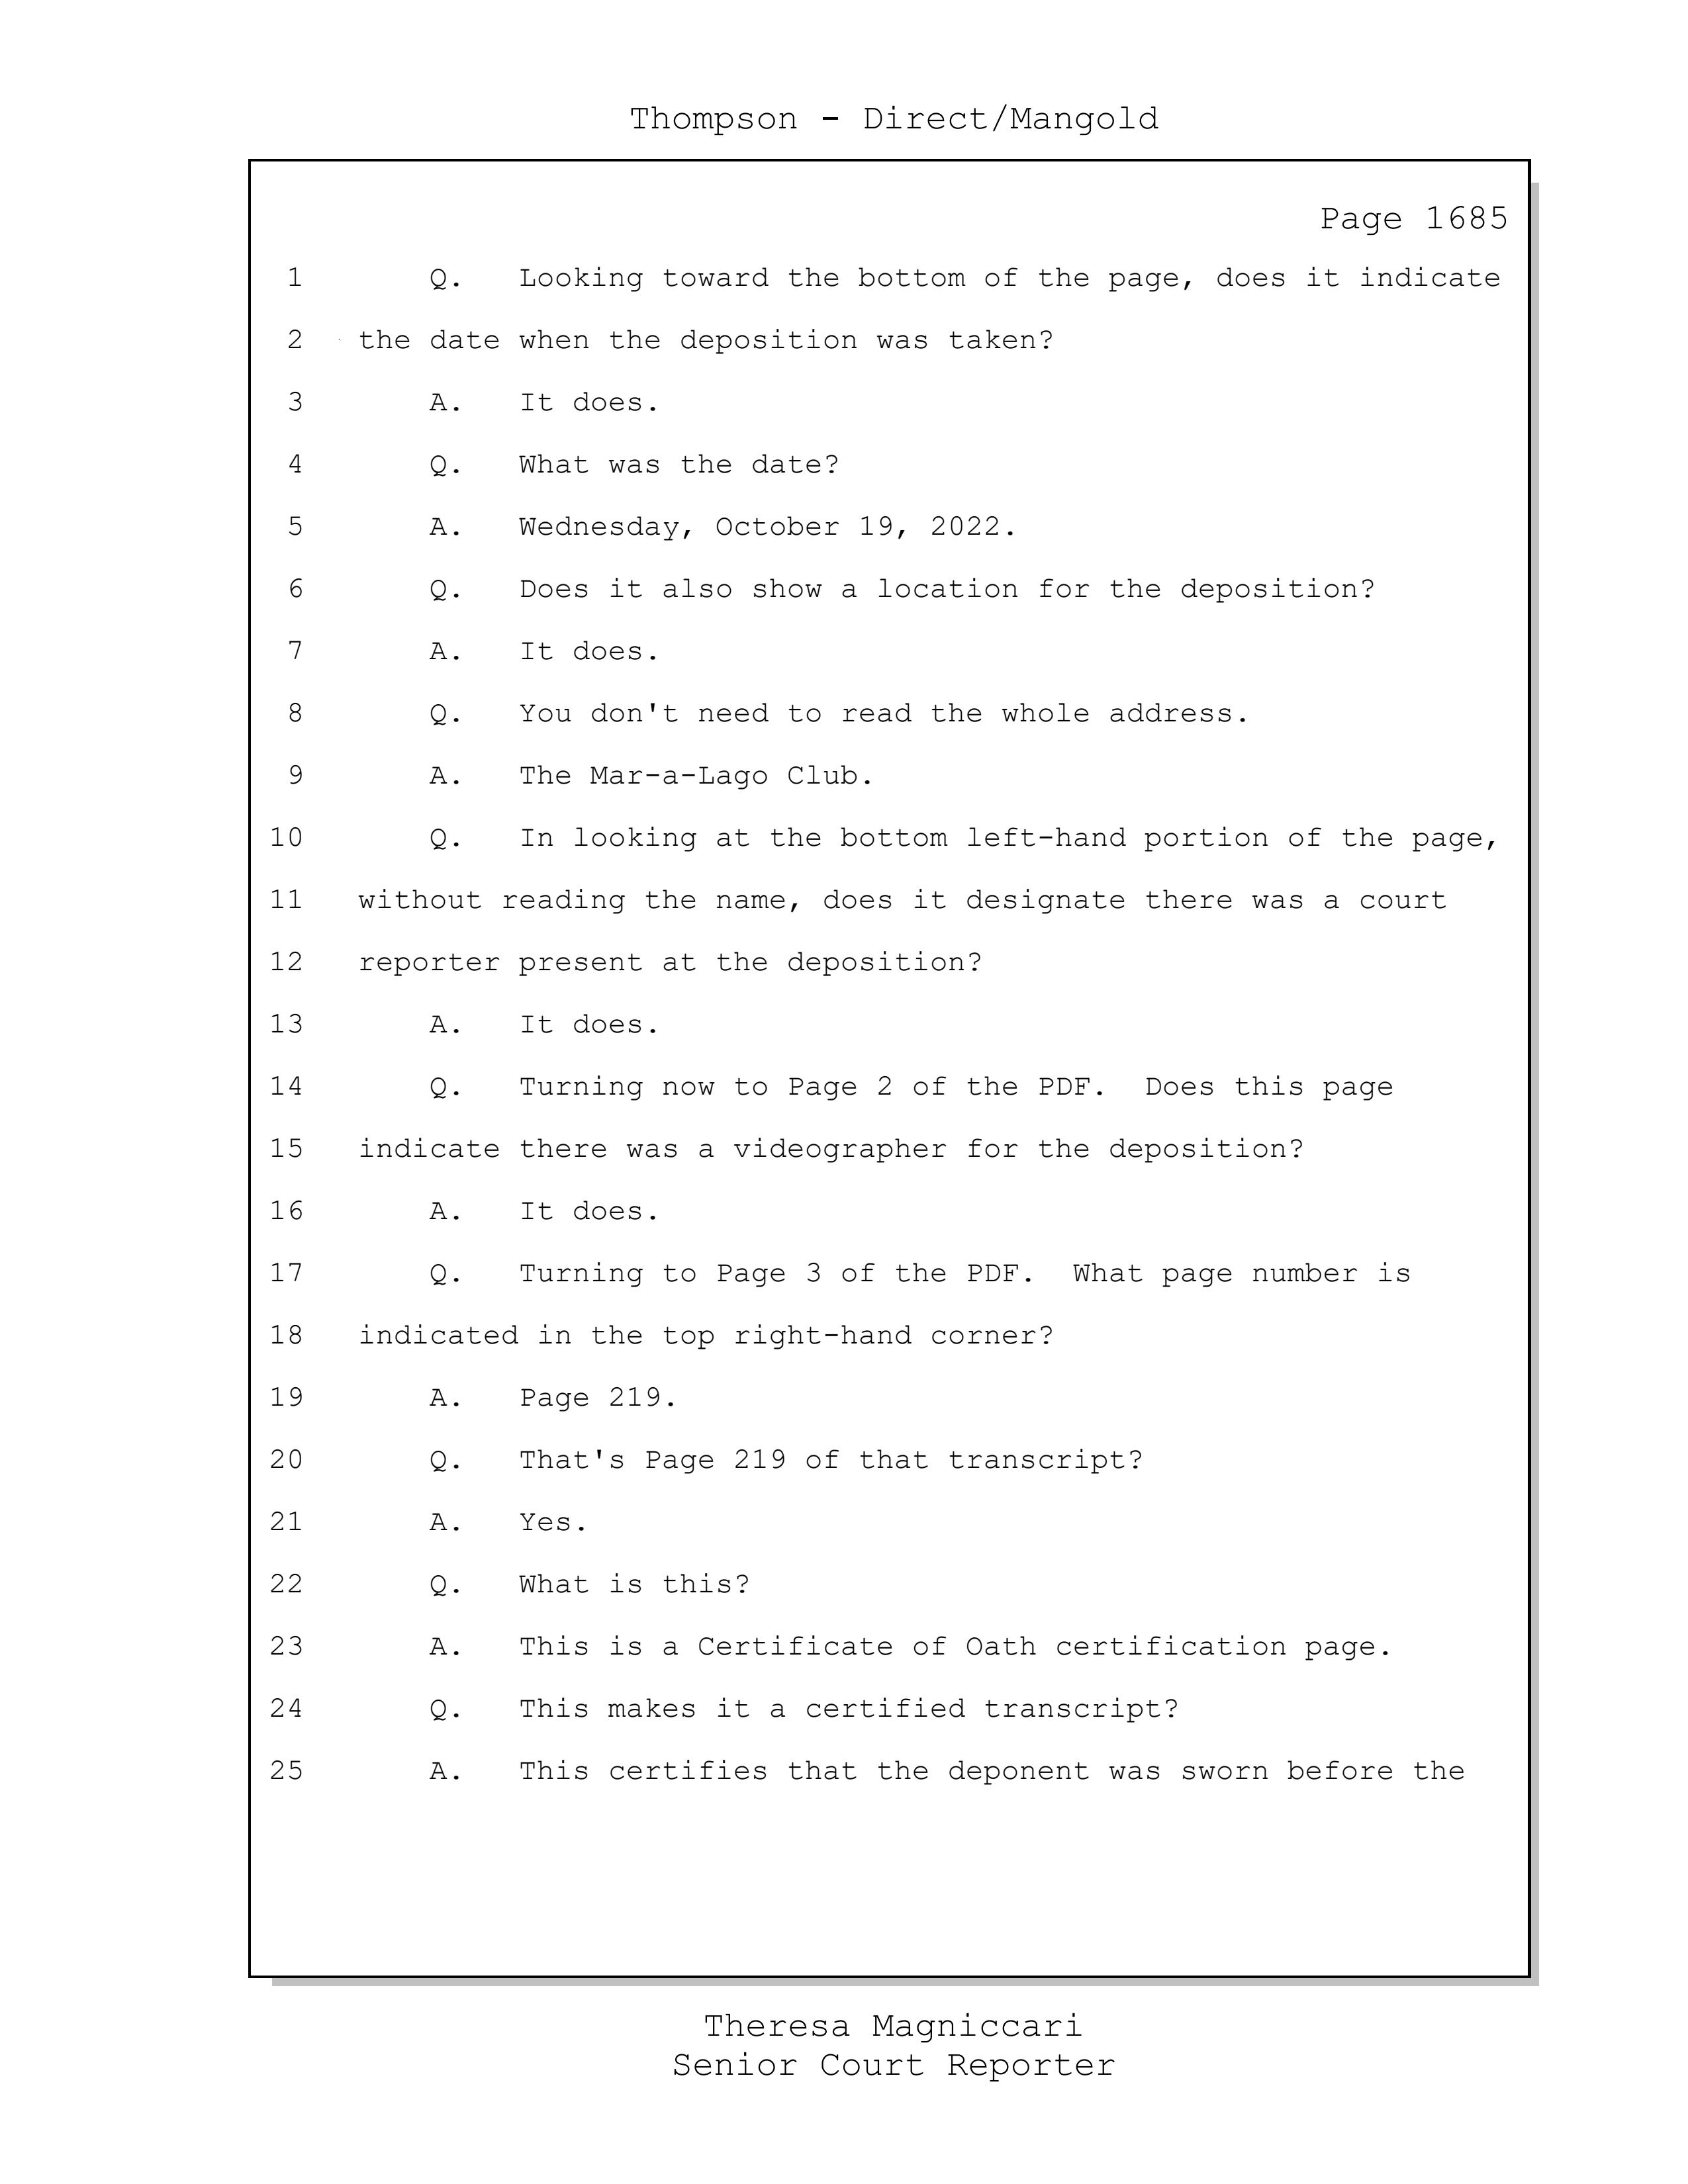 Thompson - Direct/Mangold
Page 1685
1 Q. Looking toward the bottom of the page, does it indicate
2 the date when the deposition was taken?
3 A. It does.
4 Q. What was the date?
5 A. Wednesday, October 19, 2022.
6 Q. Does it also show a location for the deposition?
7 A. It does.
8 Q. You don't need to read the whole address.
9 A. The Mar-a-Lago Club.
10 Q. In looking at the bottom left-hand portion of the page,
11 without reading the name, does it designate there was a court
12 reporter present at the deposition?
13 A. It does.
14 Q. Turning now to Page 2 of the PDF. Does this page
15 indicate there was a videographer for the deposition?
16 A. It does.
17 Q. Turning to Page 3 of the PDF. What page number is
18 indicated in the top right-hand corner?
19 A. Page 219.
20 Q. That's Page 219 of that transcript?
21 A. Yes.
22 Q. What is this?
23 A. This is a Certificate of Oath certification page.
24 Q. This makes it a certified transcript?
25 A. This certifies that the deponent was sworn before the
Theresa Magniccari
Senior Court Reporter